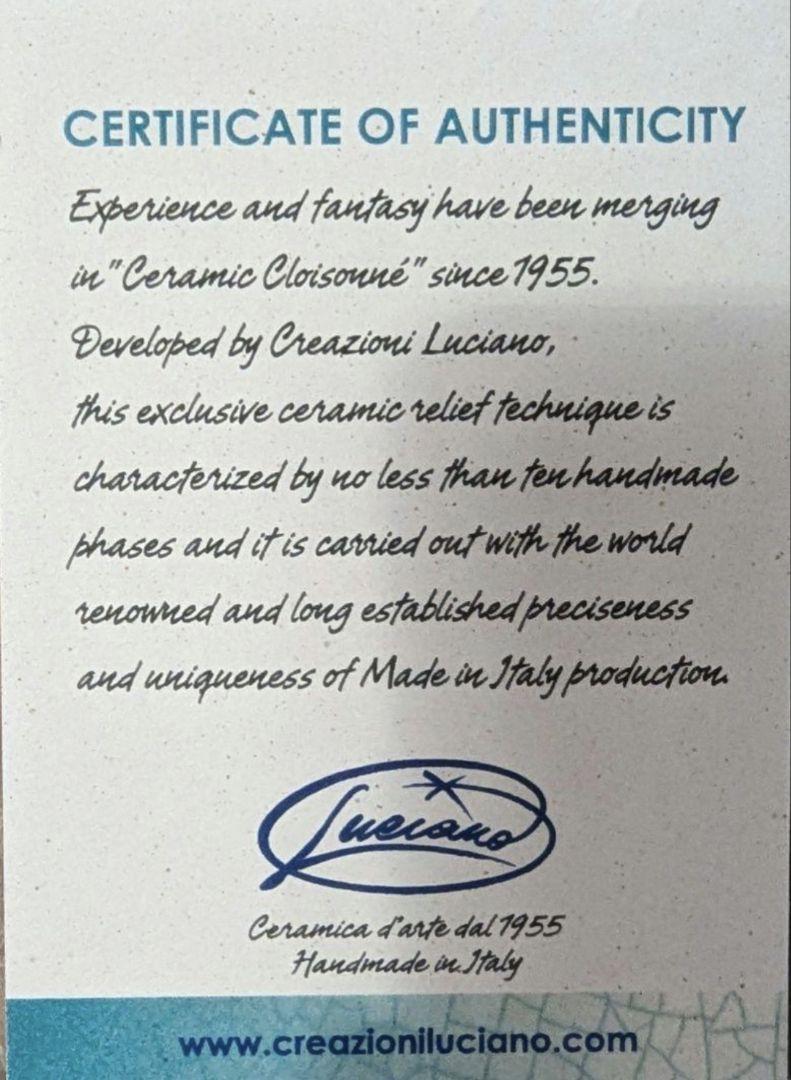 CERTIFICATE OF AUTHENTICITY
Experience and fantasy have been merging
in "Ceramic Cloisonné" since 1955.
Developed by Creazioni Luciano,
this exclusive ceramic relief technique is
characterized by no less than ten handmade
phases and it is carried out with the world
renowned and long established preciseness
and uniqueness of Made in Italy production.
Luciano
Ceramica d'arte dal 1955
Handmade in Italy
www.creazioniluciano.com